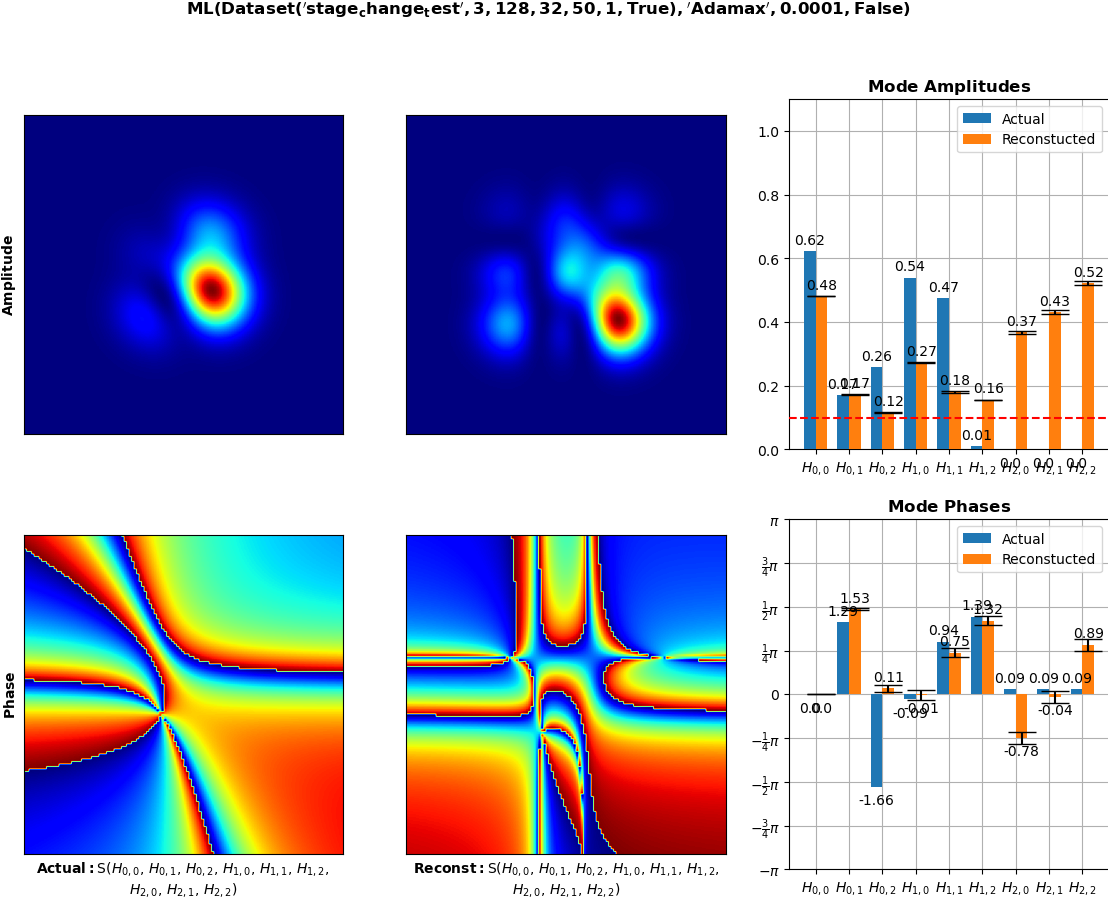 ML(Dataset('stage_change_test', 3, 128, 32, 50, 1, True), 'Adamax', 0.0001, False)
Amplitude
Mode Amplitudes
Actual
Reconstucted
1.0
0.8
0.6
0.4
0.2
0.0
0.62
0.48
0.17
0.17
0.26
0.12
0.54
0.27
0.47
0.18
0.01
0.16
0.0
0.37
0.0
0.43
0.0
0.52
H0,0 H0,1 H0,2 H1,0 H1,1 H1,2 H2,0 H2,1 H2,2
Phase
Actual: S(H0,0, H0,1, H0,2, H1,0, H1,1, H1,2,
H2,0, H2,1, H2,2)
Reconst: S(H0,0, H0,1, H0,2, H1,0, H1,1, H1,2,
H2,0, H2,1, H2,2)
Mode Phases
Actual
Reconstucted
π
3/4π
1/2π
1/4π
0
−1/4π
−1/2π
−3/4π
−π
0.0
0.0
1.29
1.53
-1.66
0.11
-0.09
-0.01
0.94
0.75
1.39
1.32
0.09
-0.78
0.09
-0.04
0.09
0.89
H0,0 H0,1 H0,2 H1,0 H1,1 H1,2 H2,0 H2,1 H2,2